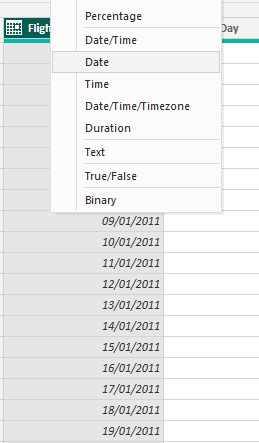 Percentage
Flight Day
Date/Time
Date
Time
Date/Time/Timezone
Duration
Text
True/False
Binary
09/01/2011
10/01/2011
11/01/2011
12/01/2011
13/01/2011
14/01/2011
15/01/2011
16/01/2011
17/01/2011
18/01/2011
19/01/2011